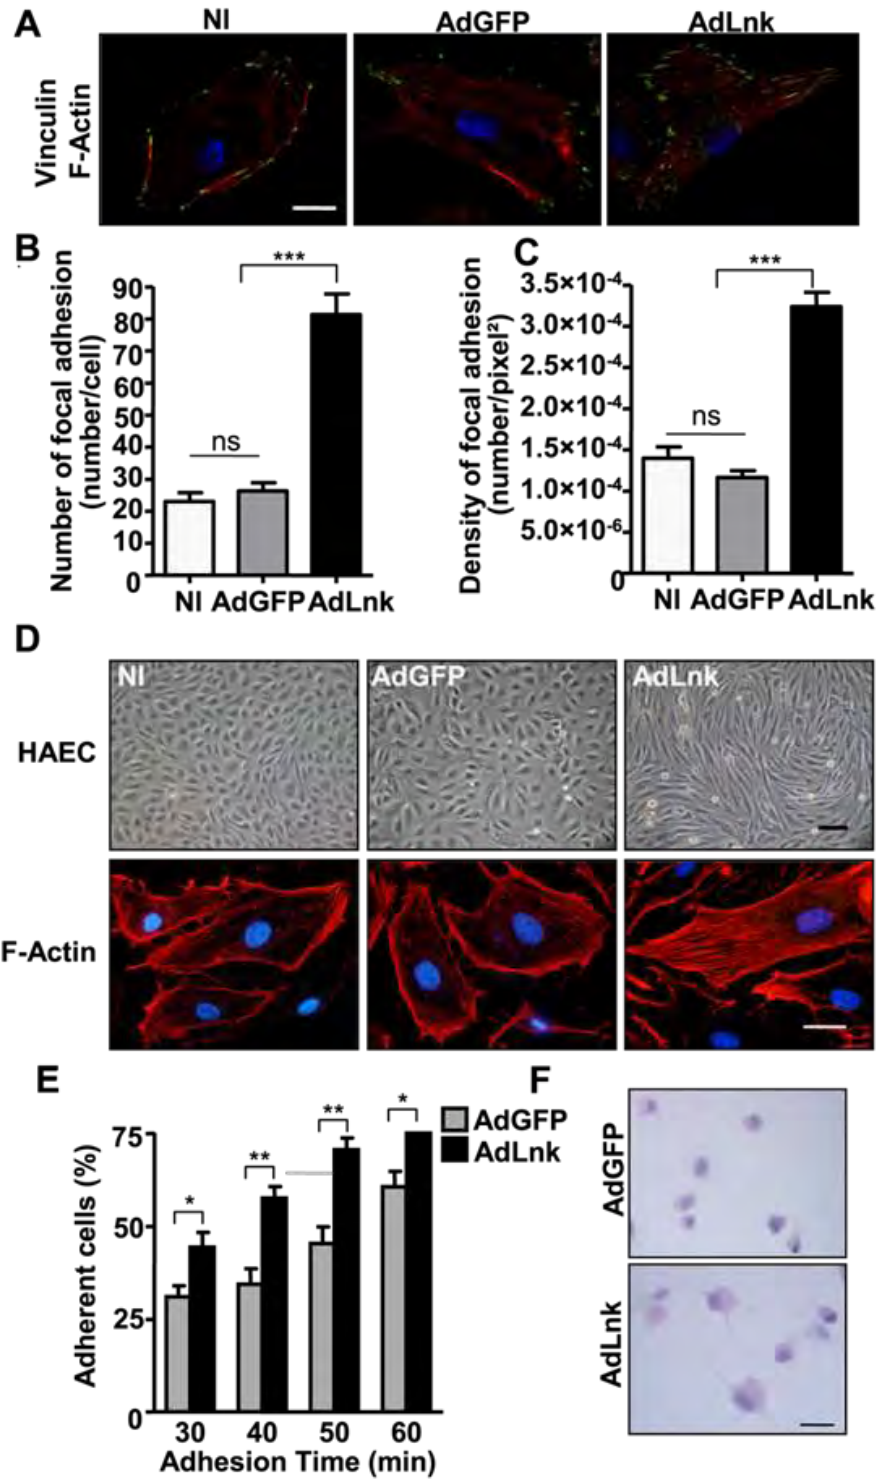 A
NI
AdGFP
AdLnk
Vinculin
F-Actin
B
***
Number of focal adhesion
(number/cell)
90
80
70
60
50
40
30
20
10
0
ns
NI AdGFP AdLnk
C
***
Density of focal adhesion
(number/pixel²)
3.5×10-4
3.0×10-4
2.5×10-4
2.0×10-4
1.5×10-4
1.0×10-4
5.0×10-6
0
ns
NI AdGFP AdLnk
D
NI
AdGFP
AdLnk
HAEC
F-Actin
E
Adherent cells (%)
75
50
25
0
*
**
**
*
AdGFP
AdLnk
30 40 50 60
Adhesion Time (min)
F
AdGFP
AdLnk